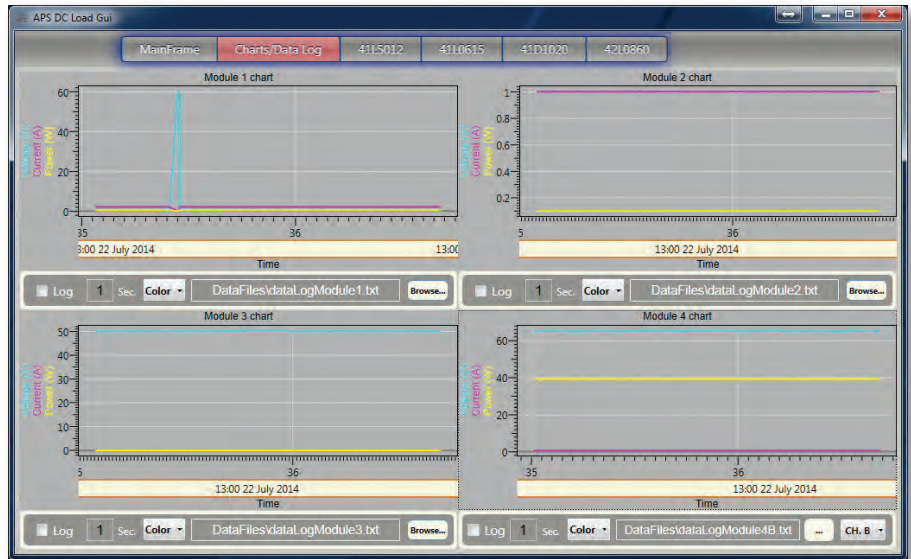 APS DC Load Gui
MainFrame Charts/Data Log 41L5012 41L0615 41D1020 42L0860
Module 1 chart
60
40
20
0
Current (A)
Power (W)
35 36
3:00 22 July 2014 13:00
Time
Log 1 Sec. Color DataFiles\dataLogModule1.txt Browse...
Module 2 chart
1
0.8
0.6
0.4
0.2
Current (A)
Power (W)
5 36
13:00 22 July 2014
Time
Log 1 Sec. Color DataFiles\dataLogModule2.txt Browse...
Module 3 chart
50
40
30
20
10
0
Current (A)
Power (W)
5 36
13:00 22 July 2014
Time
Log 1 Sec. Color DataFiles\dataLogModule3.txt Browse...
Module 4 chart
60
40
20
0
Current (A)
Power (W)
35 36
13:00 22 July 2014
Time
Log 1 Sec. Color DataFiles\dataLogModule4B.txt ... CH. B